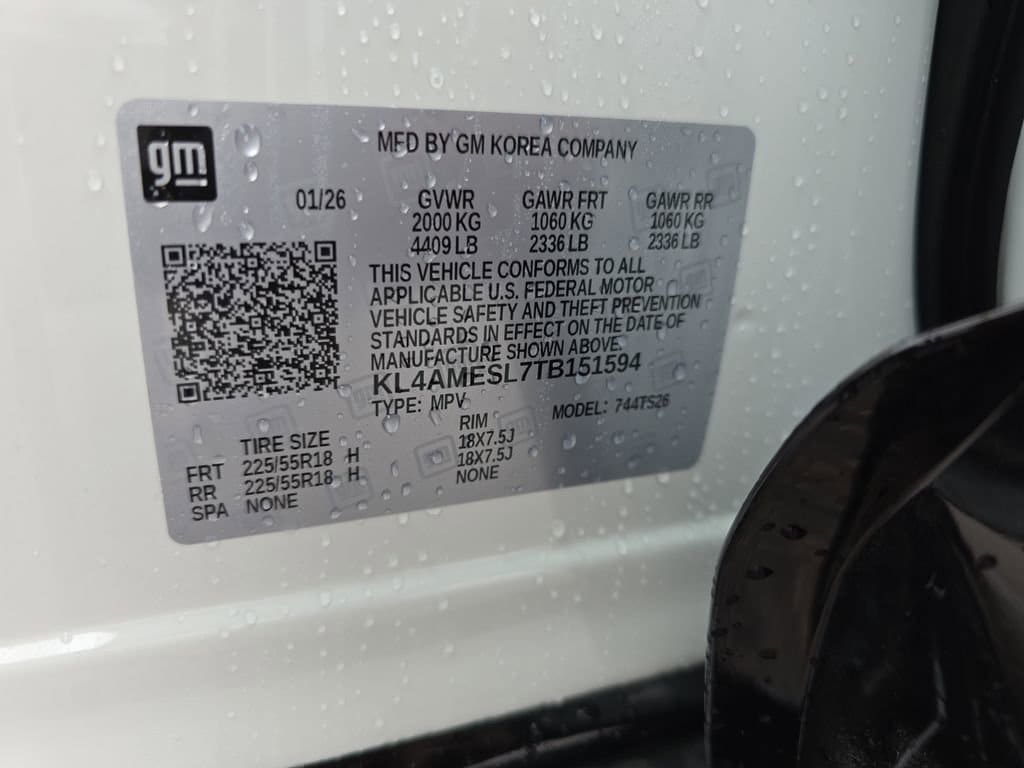 gm
MFD BY GM KOREA COMPANY
01/26 GVWR GAWR FRT GAWR RR
2000 KG 1060 KG 1060 KG
4409 LB 2336 LB 2336 LB
THIS VEHICLE CONFORMS TO ALL
APPLICABLE U.S. FEDERAL MOTOR
VEHICLE SAFETY AND THEFT PREVENTION
STANDARDS IN EFFECT ON THE DATE OF
MANUFACTURE SHOWN ABOVE.
KL4AMESL7TB151594
TYPE: MPV MODEL: 744TS26
TIRE SIZE RIM
FRT 225/55R18 H 18X7.5J
RR 225/55R18 H 18X7.5J
SPA NONE NONE